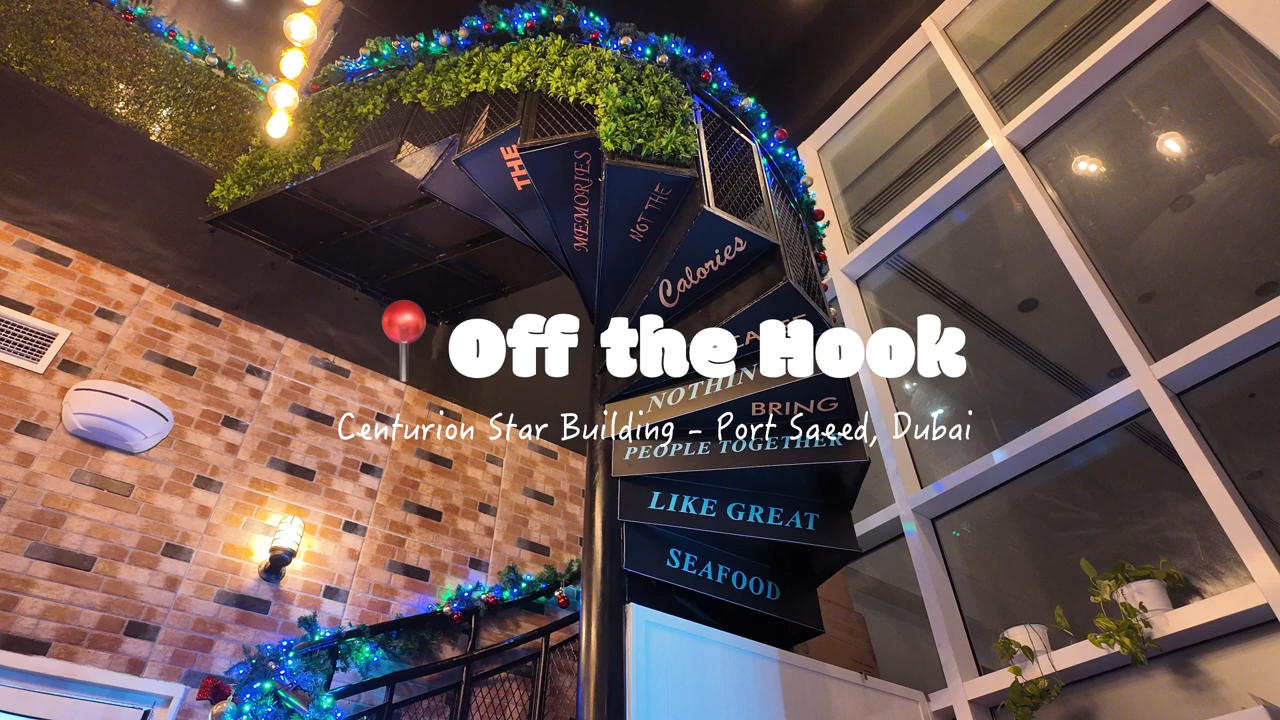 THE
MEMORIES
NOT THE
Calories
NOTHIN
BRING
PEOPLE TOGETHER
LIKE GREAT
SEAFOOD
Off the Hook
Centurion Star Building - Port Saeed, Dubai